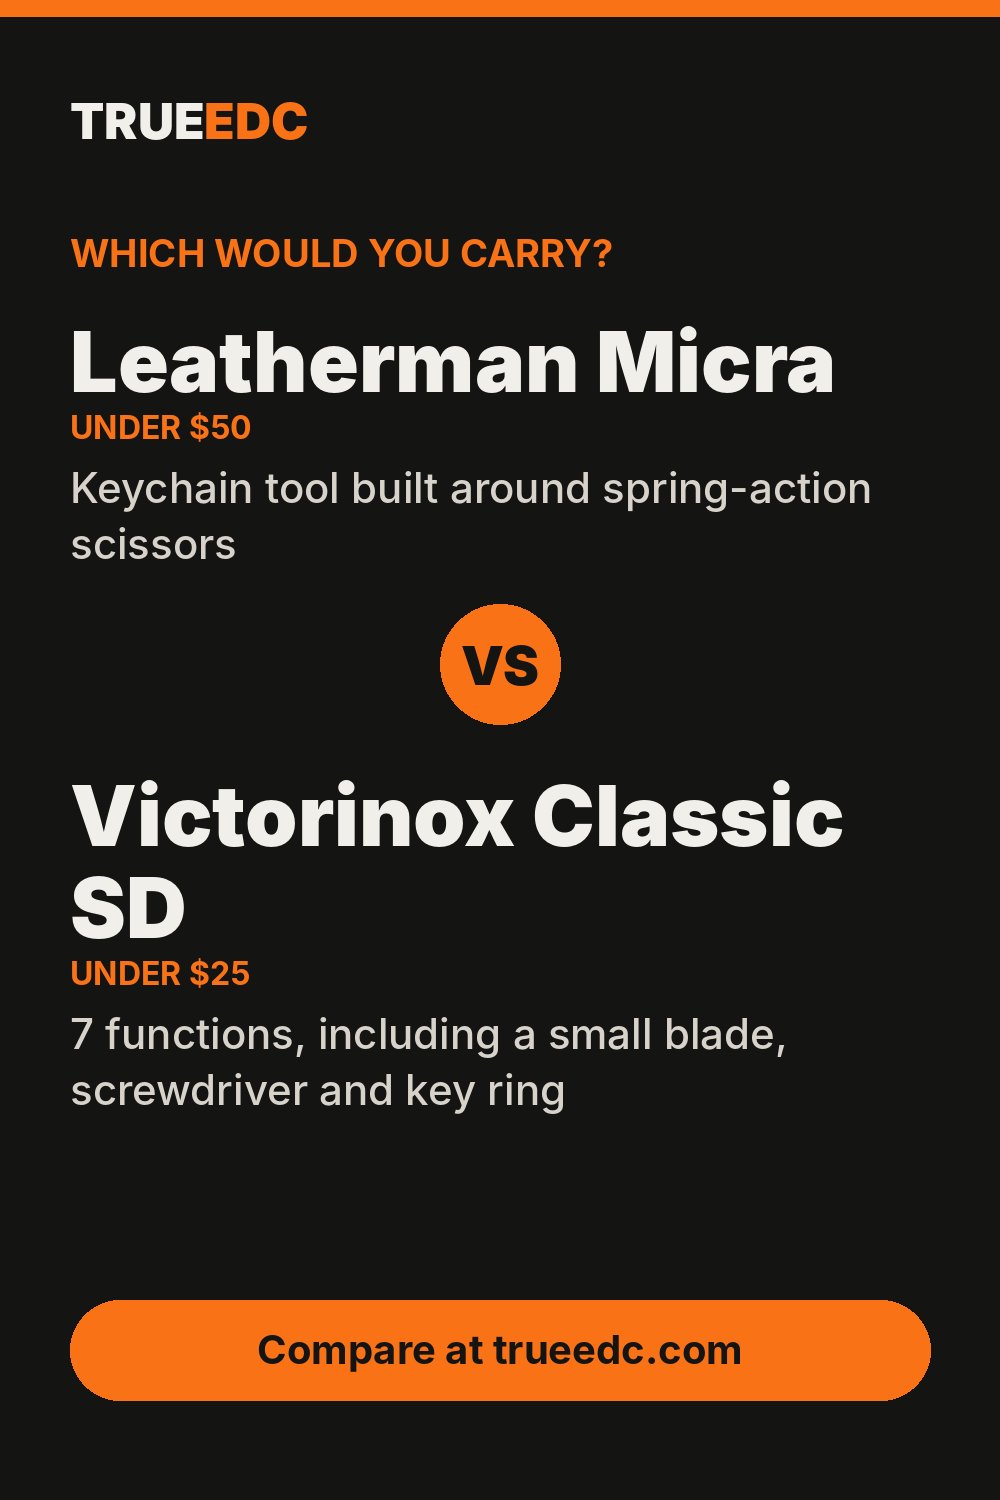 TRUEEDC
WHICH WOULD YOU CARRY?
Leatherman Micra
UNDER $50
Keychain tool built around spring-action
scissors
VS
Victorinox Classic
SD
UNDER $25
7 functions, including a small blade,
screwdriver and key ring
Compare at trueedc.com